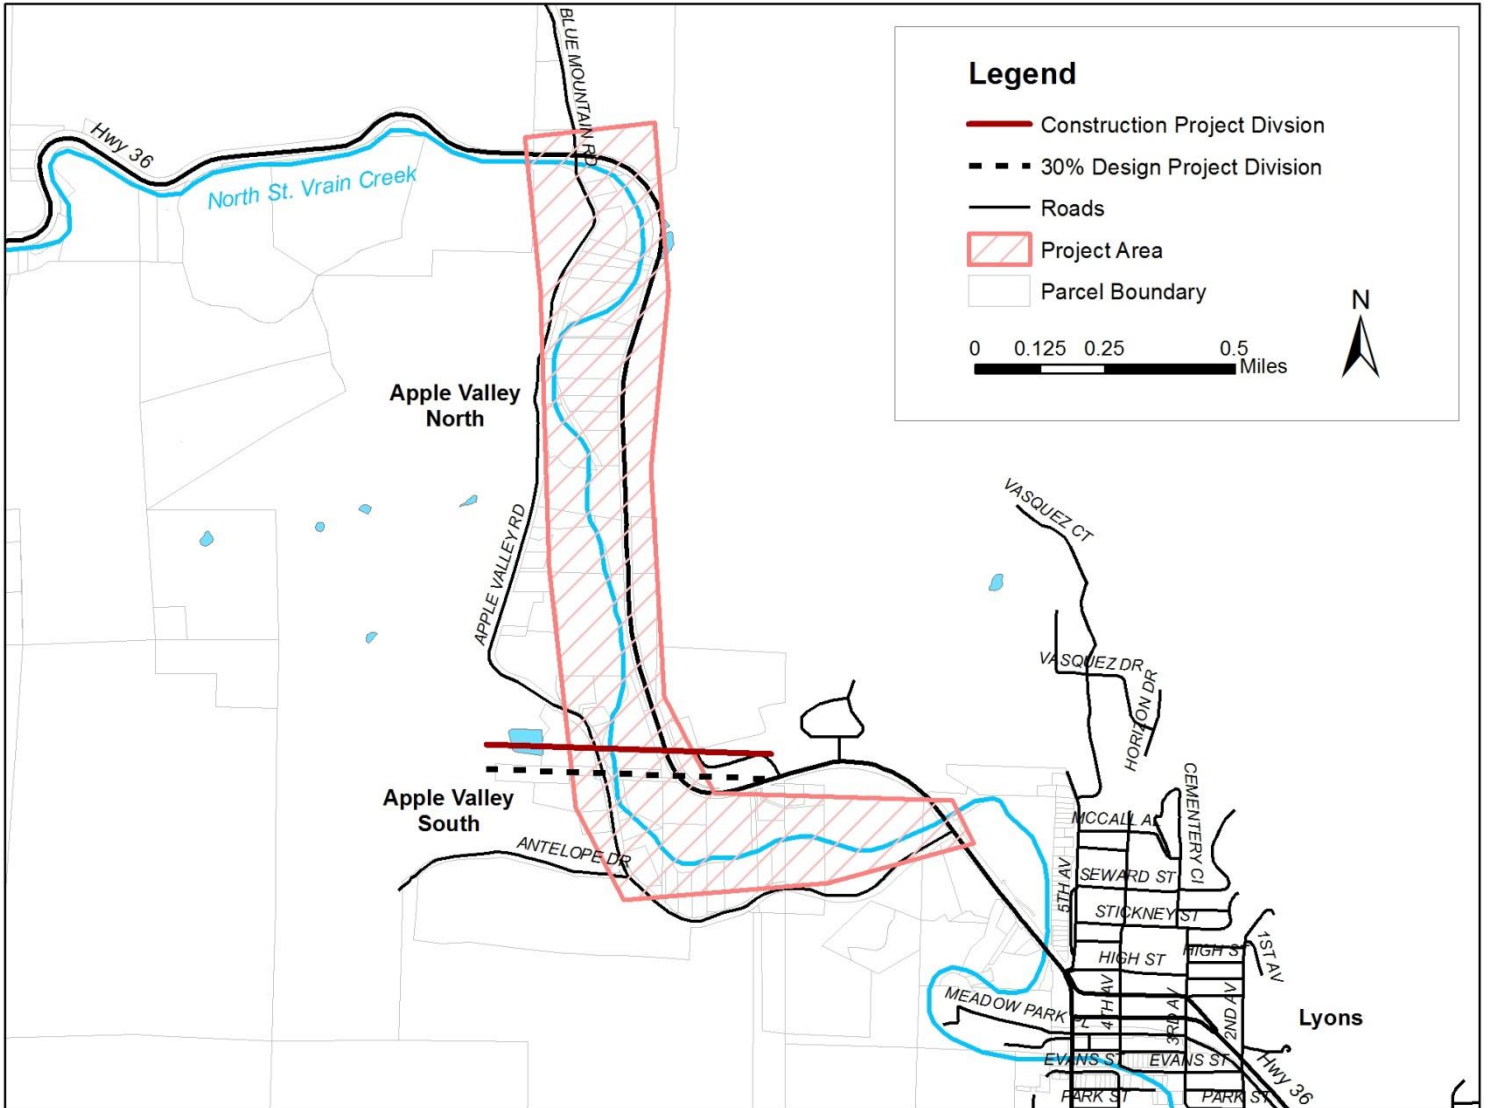 BLUE MOUNTAIN RD
Hwy 36
North St. Vrain Creek
Legend
Construction Project Divsion
30% Design Project Division
Roads
Project Area
Parcel Boundary
N
0 0.125 0.25 0.5
Miles
Apple Valley
North
APPLE VALLEY RD
VASQUEZ CT
VASQUEZ DR
HORIZON DR
Apple Valley
South
ANTELOPE DR
CEMENTERY CI
MCCALL AL
5TH AV
SEWARD ST
STICKNEY ST
HIGH ST
HIGH ST
1ST AV
MEADOW PARK PL
4TH AV
3RD AV
2ND AV
Lyons
EVANS ST
EVANS ST
Hwy 36
PARK ST
PARK ST